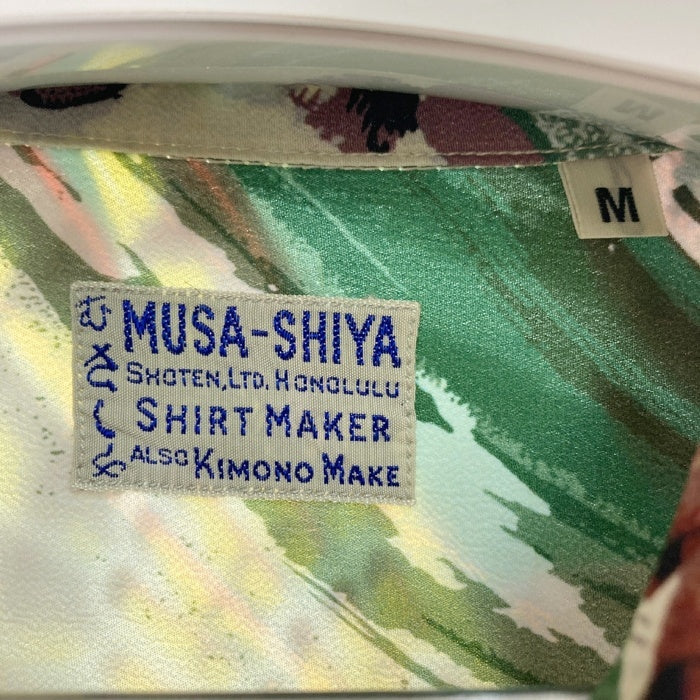 むさしや
MUSA-SHIYA
SHOTEN, LTD. HONOLULU
SHIRT MAKER
ALSO KIMONO MAKE
M